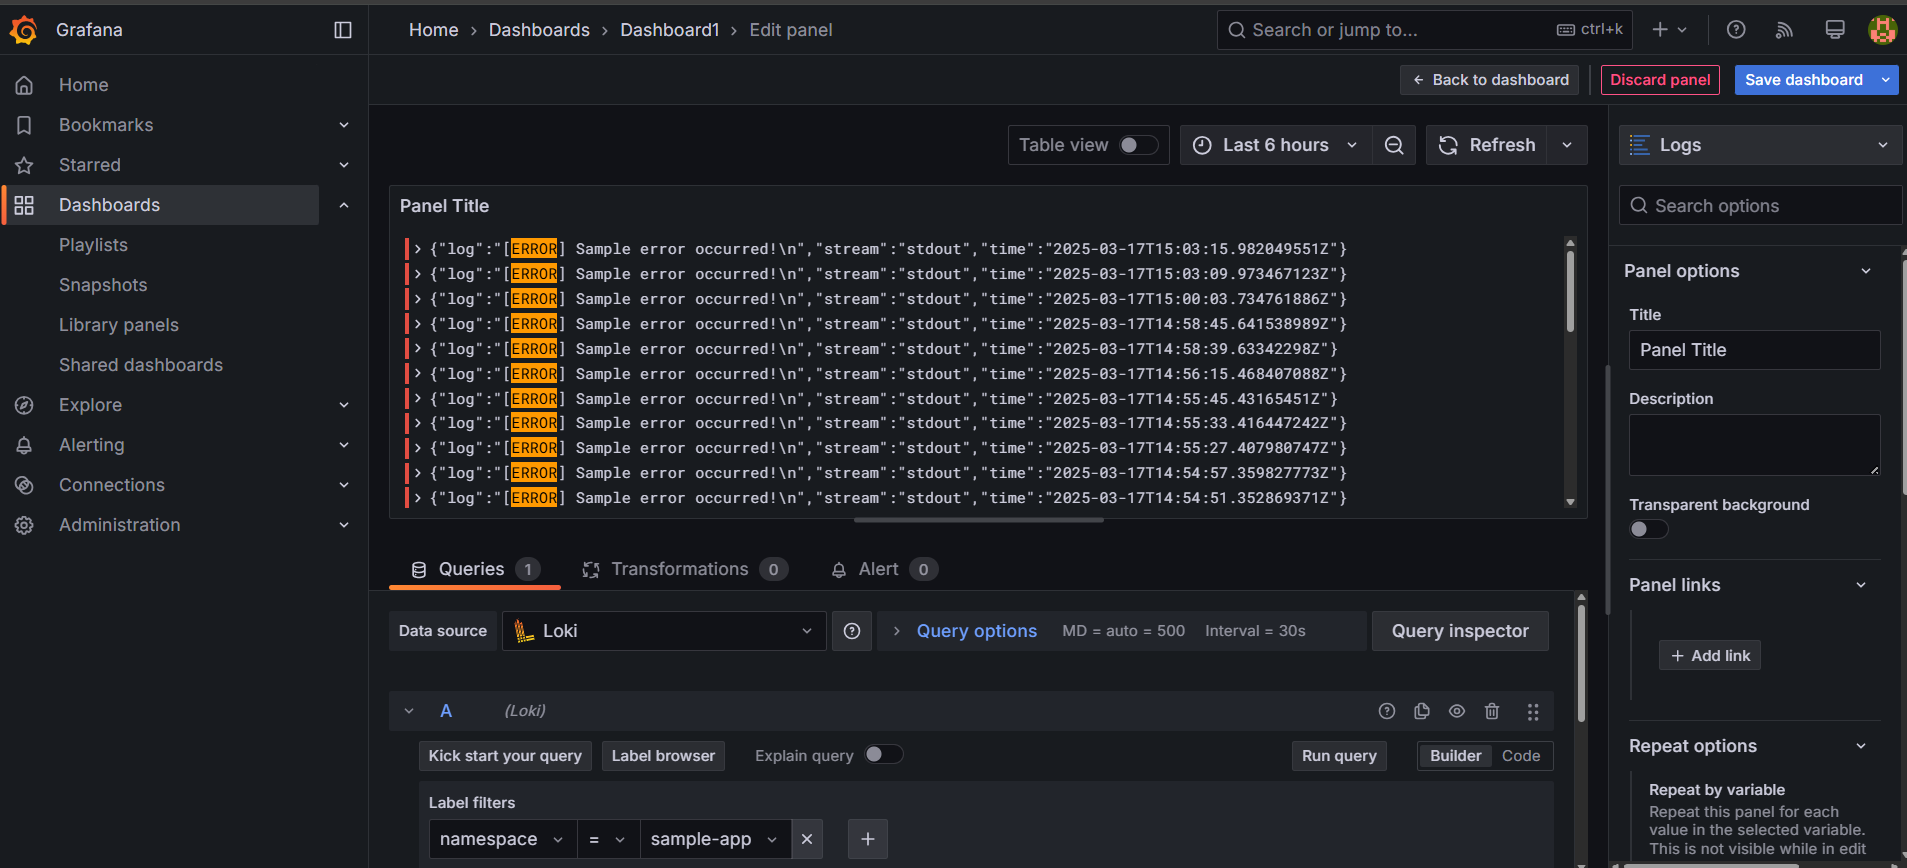 Grafana
Home › Dashboards › Dashboard1 › Edit panel
Search or jump to...
ctrl+k
Back to dashboard
Discard panel
Save dashboard
Home
Bookmarks
Starred
Dashboards
Playlists
Snapshots
Library panels
Shared dashboards
Explore
Alerting
Connections
Administration
Table view
Last 6 hours
Refresh
Panel Title
{"log":"[ERROR] Sample error occurred!\n","stream":"stdout","time":"2025-03-17T15:03:15.982049551Z"}
{"log":"[ERROR] Sample error occurred!\n","stream":"stdout","time":"2025-03-17T15:03:09.973467123Z"}
{"log":"[ERROR] Sample error occurred!\n","stream":"stdout","time":"2025-03-17T15:00:03.734761886Z"}
{"log":"[ERROR] Sample error occurred!\n","stream":"stdout","time":"2025-03-17T14:58:45.641538989Z"}
{"log":"[ERROR] Sample error occurred!\n","stream":"stdout","time":"2025-03-17T14:58:39.63342298Z"}
{"log":"[ERROR] Sample error occurred!\n","stream":"stdout","time":"2025-03-17T14:56:15.468407088Z"}
{"log":"[ERROR] Sample error occurred!\n","stream":"stdout","time":"2025-03-17T14:55:45.43165451Z"}
{"log":"[ERROR] Sample error occurred!\n","stream":"stdout","time":"2025-03-17T14:55:33.416447242Z"}
{"log":"[ERROR] Sample error occurred!\n","stream":"stdout","time":"2025-03-17T14:55:27.407980747Z"}
{"log":"[ERROR] Sample error occurred!\n","stream":"stdout","time":"2025-03-17T14:54:57.359827773Z"}
{"log":"[ERROR] Sample error occurred!\n","stream":"stdout","time":"2025-03-17T14:54:51.352869371Z"}
Queries 1
Transformations 0
Alert 0
Data source
Loki
Query options
MD = auto = 500
Interval = 30s
Query inspector
A
(Loki)
Kick start your query
Label browser
Explain query
Run query
Builder
Code
Label filters
namespace
=
sample-app
Logs
Search options
Panel options
Title
Panel Title
Description
Transparent background
Panel links
Add link
Repeat options
Repeat by variable
Repeat this panel for each
value in the selected variable.
This is not visible while in edit